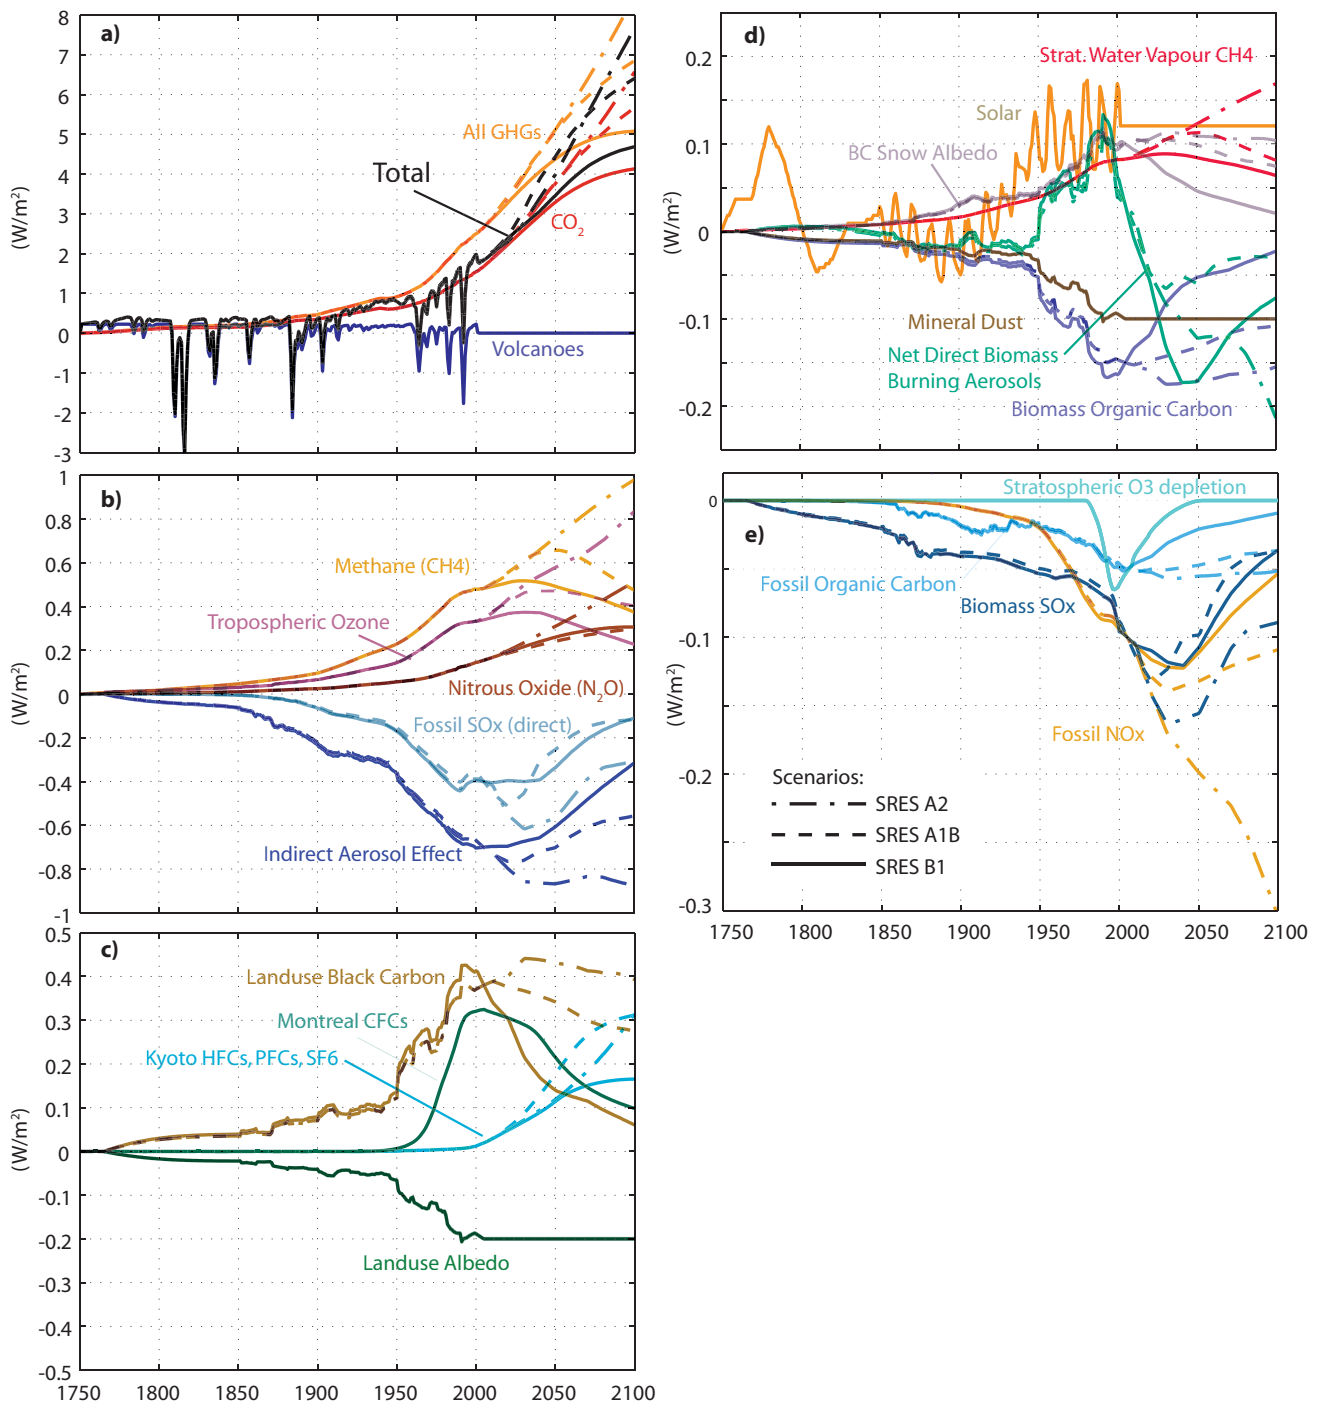 a)
8
7
6
5
4
3
2
1
0
-1
-2
-3
(W/m²)
All GHGs
Total
CO₂
Volcanoes
b)
1
0.8
0.6
0.4
0.2
0
-0.2
-0.4
-0.6
-0.8
-1
(W/m²)
Methane (CH4)
Tropospheric Ozone
Nitrous Oxide (N₂O)
Fossil SOx (direct)
Indirect Aerosol Effect
c)
0.5
0.4
0.3
0.2
0.1
0
-0.1
-0.2
-0.3
-0.4
-0.5
(W/m²)
Landuse Black Carbon
Montreal CFCs
Kyoto HFCs, PFCs, SF6
Landuse Albedo
1750 1800 1850 1900 1950 2000 2050 2100
d)
0.2
0.1
0
-0.1
-0.2
(W/m²)
Strat. Water Vapour CH4
Solar
BC Snow Albedo
Mineral Dust
Net Direct Biomass
Burning Aerosols
Biomass Organic Carbon
e)
0
-0.1
-0.2
-0.3
(W/m²)
Stratospheric O3 depletion
Fossil Organic Carbon
Biomass SOx
Fossil NOx
Scenarios:
SRES A2
SRES A1B
SRES B1
1750 1800 1850 1900 1950 2000 2050 2100